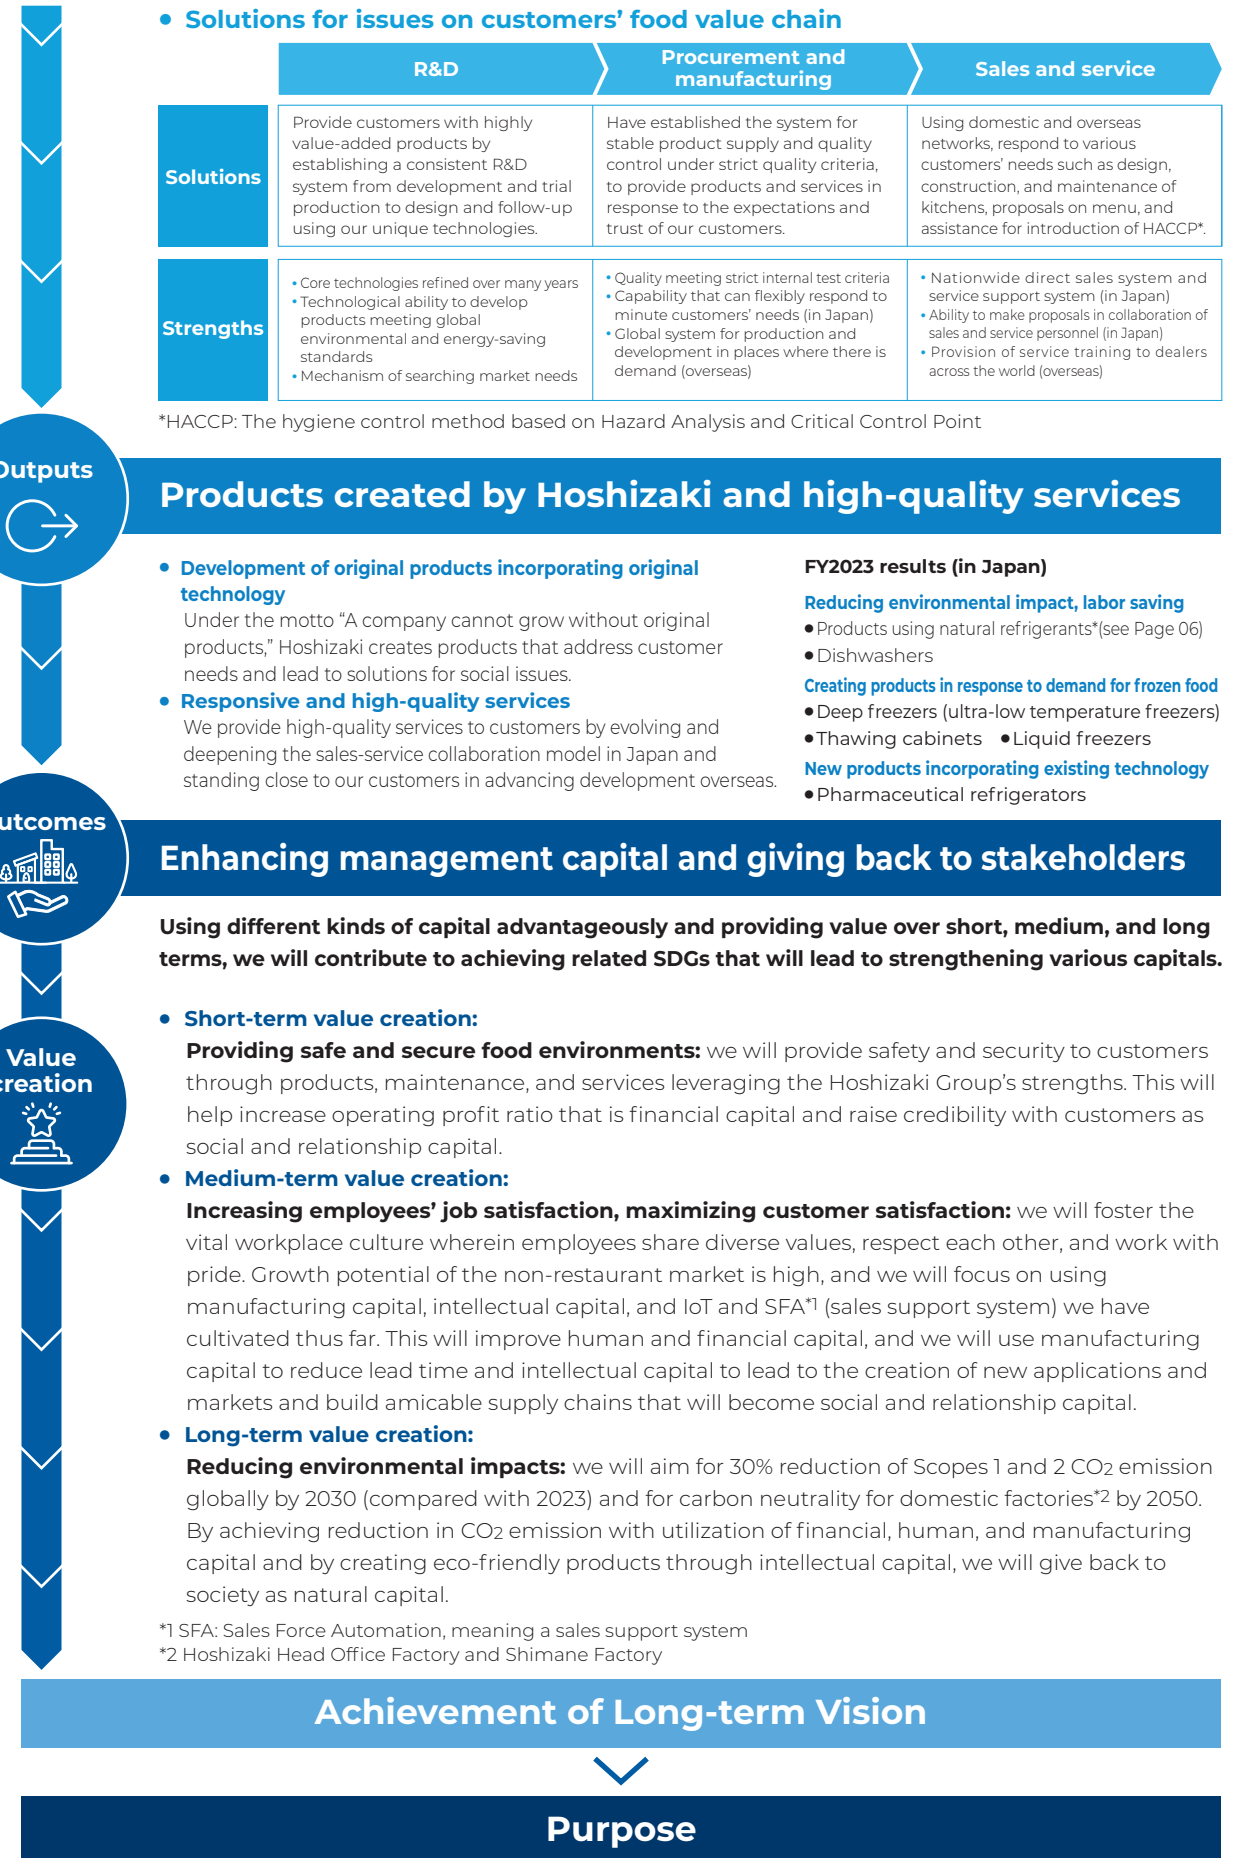 • Solutions for issues on customers’ food value chain
R&D
Procurement and
manufacturing
Sales and service
Solutions
Provide customers with highly
value-added products by
establishing a consistent R&D
system from development and trial
production to design and follow-up
using our unique technologies.
Have established the system for
stable product supply and quality
control under strict quality criteria,
to provide products and services in
response to the expectations and
trust of our customers.
Using domestic and overseas
networks, respond to various
customers’ needs such as design,
construction, and maintenance of
kitchens, proposals on menu, and
assistance for introduction of HACCP*.
Strengths
• Core technologies refined over many years
• Technological ability to develop
products meeting global
environmental and energy-saving
standards
• Mechanism of searching market needs
• Quality meeting strict internal test criteria
• Capability that can flexibly respond to
minute customers’ needs (in Japan)
• Global system for production and
development in places where there is
demand (overseas)
• Nationwide direct sales system and
service support system (in Japan)
• Ability to make proposals in collaboration of
sales and service personnel (in Japan)
• Provision of service training to dealers
across the world (overseas)
*HACCP: The hygiene control method based on Hazard Analysis and Critical Control Point
Outputs
Products created by Hoshizaki and high-quality services
• Development of original products incorporating original
technology
Under the motto “A company cannot grow without original
products,” Hoshizaki creates products that address customer
needs and lead to solutions for social issues.
• Responsive and high-quality services
We provide high-quality services to customers by evolving and
deepening the sales-service collaboration model in Japan and
standing close to our customers in advancing development overseas.
FY2023 results (in Japan)
Reducing environmental impact, labor saving
● Products using natural refrigerants*(see Page 06)
● Dishwashers
Creating products in response to demand for frozen food
● Deep freezers (ultra-low temperature freezers)
● Thawing cabinets ● Liquid freezers
New products incorporating existing technology
● Pharmaceutical refrigerators
utcomes
Enhancing management capital and giving back to stakeholders
Using different kinds of capital advantageously and providing value over short, medium, and long
terms, we will contribute to achieving related SDGs that will lead to strengthening various capitals.
Value
creation
• Short-term value creation:
Providing safe and secure food environments: we will provide safety and security to customers
through products, maintenance, and services leveraging the Hoshizaki Group’s strengths. This will
help increase operating profit ratio that is financial capital and raise credibility with customers as
social and relationship capital.
• Medium-term value creation:
Increasing employees’ job satisfaction, maximizing customer satisfaction: we will foster the
vital workplace culture wherein employees share diverse values, respect each other, and work with
pride. Growth potential of the non-restaurant market is high, and we will focus on using
manufacturing capital, intellectual capital, and IoT and SFA*1 (sales support system) we have
cultivated thus far. This will improve human and financial capital, and we will use manufacturing
capital to reduce lead time and intellectual capital to lead to the creation of new applications and
markets and build amicable supply chains that will become social and relationship capital.
• Long-term value creation:
Reducing environmental impacts: we will aim for 30% reduction of Scopes 1 and 2 CO2 emission
globally by 2030 (compared with 2023) and for carbon neutrality for domestic factories*2 by 2050.
By achieving reduction in CO2 emission with utilization of financial, human, and manufacturing
capital and by creating eco-friendly products through intellectual capital, we will give back to
society as natural capital.
*1 SFA: Sales Force Automation, meaning a sales support system
*2 Hoshizaki Head Office Factory and Shimane Factory
Achievement of Long-term Vision
Purpose